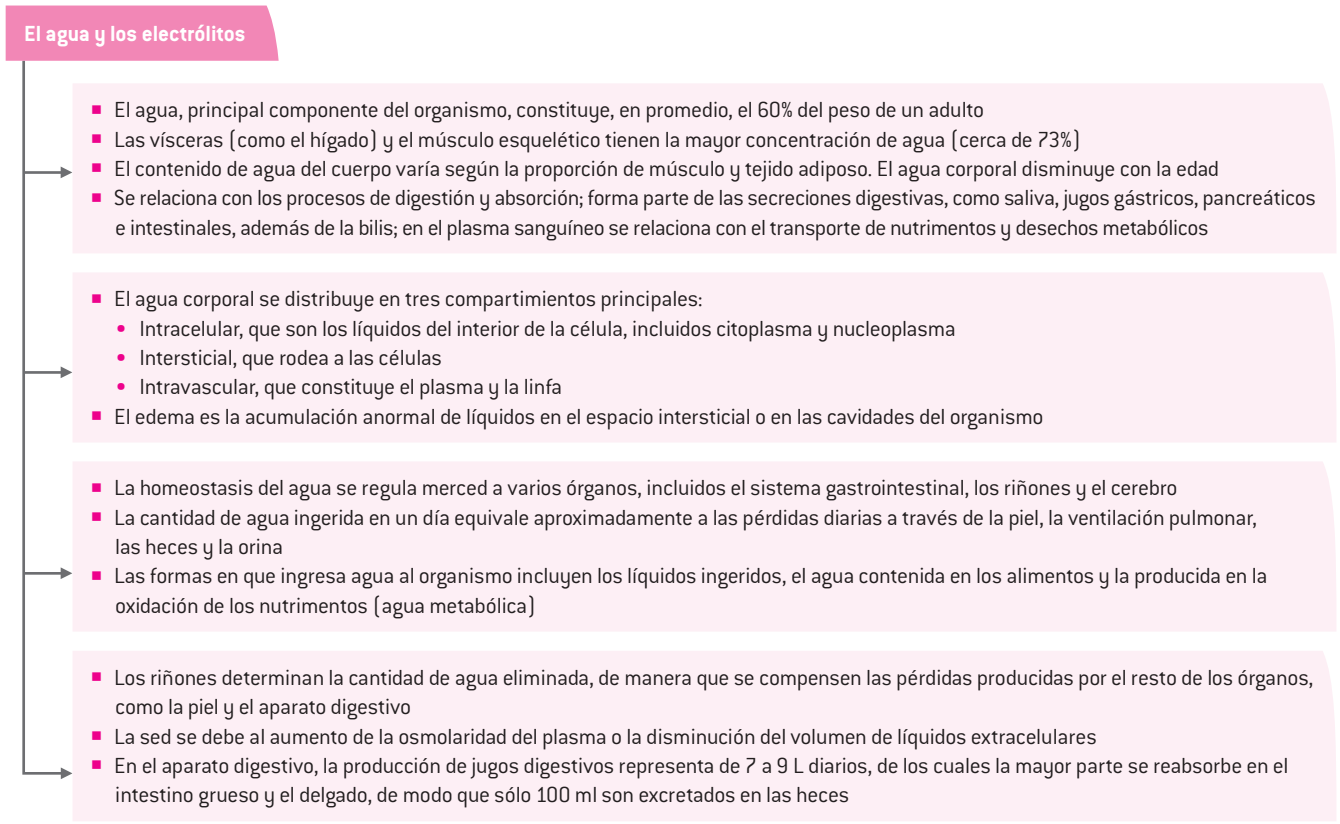 El agua y los electrólitos
■ El agua, principal componente del organismo, constituye, en promedio, el 60% del peso de un adulto
■ Las vísceras (como el hígado) y el músculo esquelético tienen la mayor concentración de agua (cerca de 73%)
■ El contenido de agua del cuerpo varía según la proporción de músculo y tejido adiposo. El agua corporal disminuye con la edad
■ Se relaciona con los procesos de digestión y absorción; forma parte de las secreciones digestivas, como saliva, jugos gástricos, pancreáticos
e intestinales, además de la bilis; en el plasma sanguíneo se relaciona con el transporte de nutrimentos y desechos metabólicos
■ El agua corporal se distribuye en tres compartimientos principales:
• Intracelular, que son los líquidos del interior de la célula, incluidos citoplasma y nucleoplasma
• Intersticial, que rodea a las células
• Intravascular, que constituye el plasma y la linfa
■ El edema es la acumulación anormal de líquidos en el espacio intersticial o en las cavidades del organismo
■ La homeostasis del agua se regula merced a varios órganos, incluidos el sistema gastrointestinal, los riñones y el cerebro
■ La cantidad de agua ingerida en un día equivale aproximadamente a las pérdidas diarias a través de la piel, la ventilación pulmonar,
las heces y la orina
■ Las formas en que ingresa agua al organismo incluyen los líquidos ingeridos, el agua contenida en los alimentos y la producida en la
oxidación de los nutrimentos (agua metabólica)
■ Los riñones determinan la cantidad de agua eliminada, de manera que se compensen las pérdidas producidas por el resto de los órganos,
como la piel y el aparato digestivo
■ La sed se debe al aumento de la osmolaridad del plasma o la disminución del volumen de líquidos extracelulares
■ En el aparato digestivo, la producción de jugos digestivos representa de 7 a 9 L diarios, de los cuales la mayor parte se reabsorbe en el
intestino grueso y el delgado, de modo que sólo 100 ml son excretados en las heces